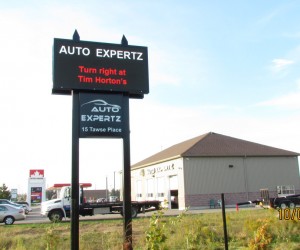 AUTO EXPERTZ
Turn right at
Tim Horton's
AUTO
EXPERTZ
15 Tawse Place